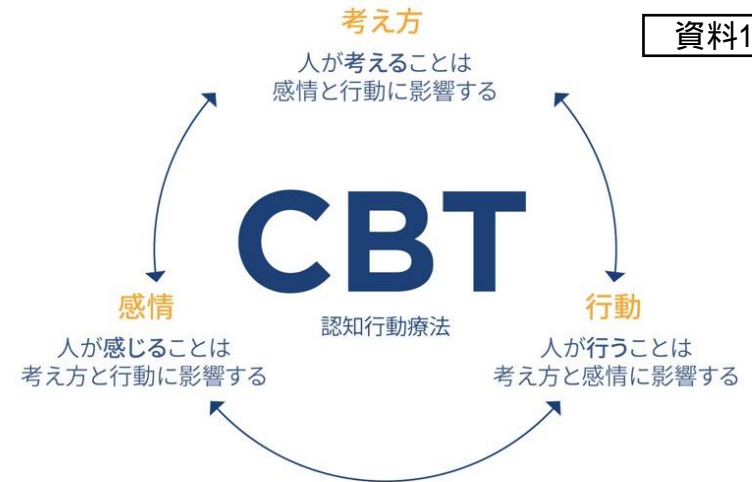 考え方
資料1
人が考えることは
感情と行動に影響する
CBT
認知行動療法
感情
人が感じることは
考え方と行動に影響する
行動
人が行うことは
考え方と感情に影響する